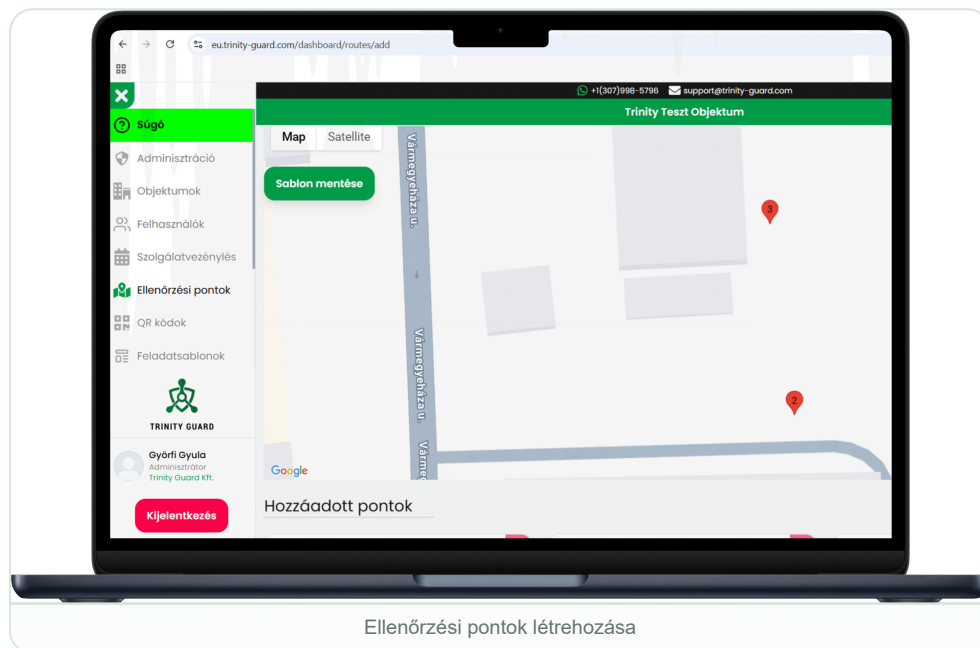 eu.trinity-guard.com/dashboard/routes/add
+1(307)998-5796 support@trinity-guard.com
Trinity Teszt Objektum
Súgó
Adminisztráció
Objektumok
Felhasználók
Szolgálatvezénylés
Ellenőrzési pontok
QR kódok
Feladatsablonok
TRINITY GUARD
Györfi Gyula
Adminisztrátor
Trinity Guard Kft.
Kijelentkezés
Map Satellite
Sablon mentése
Vármegyeháza u.
3
Vármegyeháza u.
2
Google
Hozzáadott pontok
Ellenőrzési pontok létrehozása